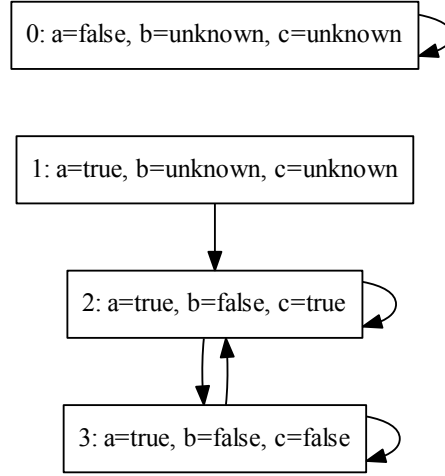 0: a=false, b=unknown, c=unknown
1: a=true, b=unknown, c=unknown
2: a=true, b=false, c=true
3: a=true, b=false, c=false